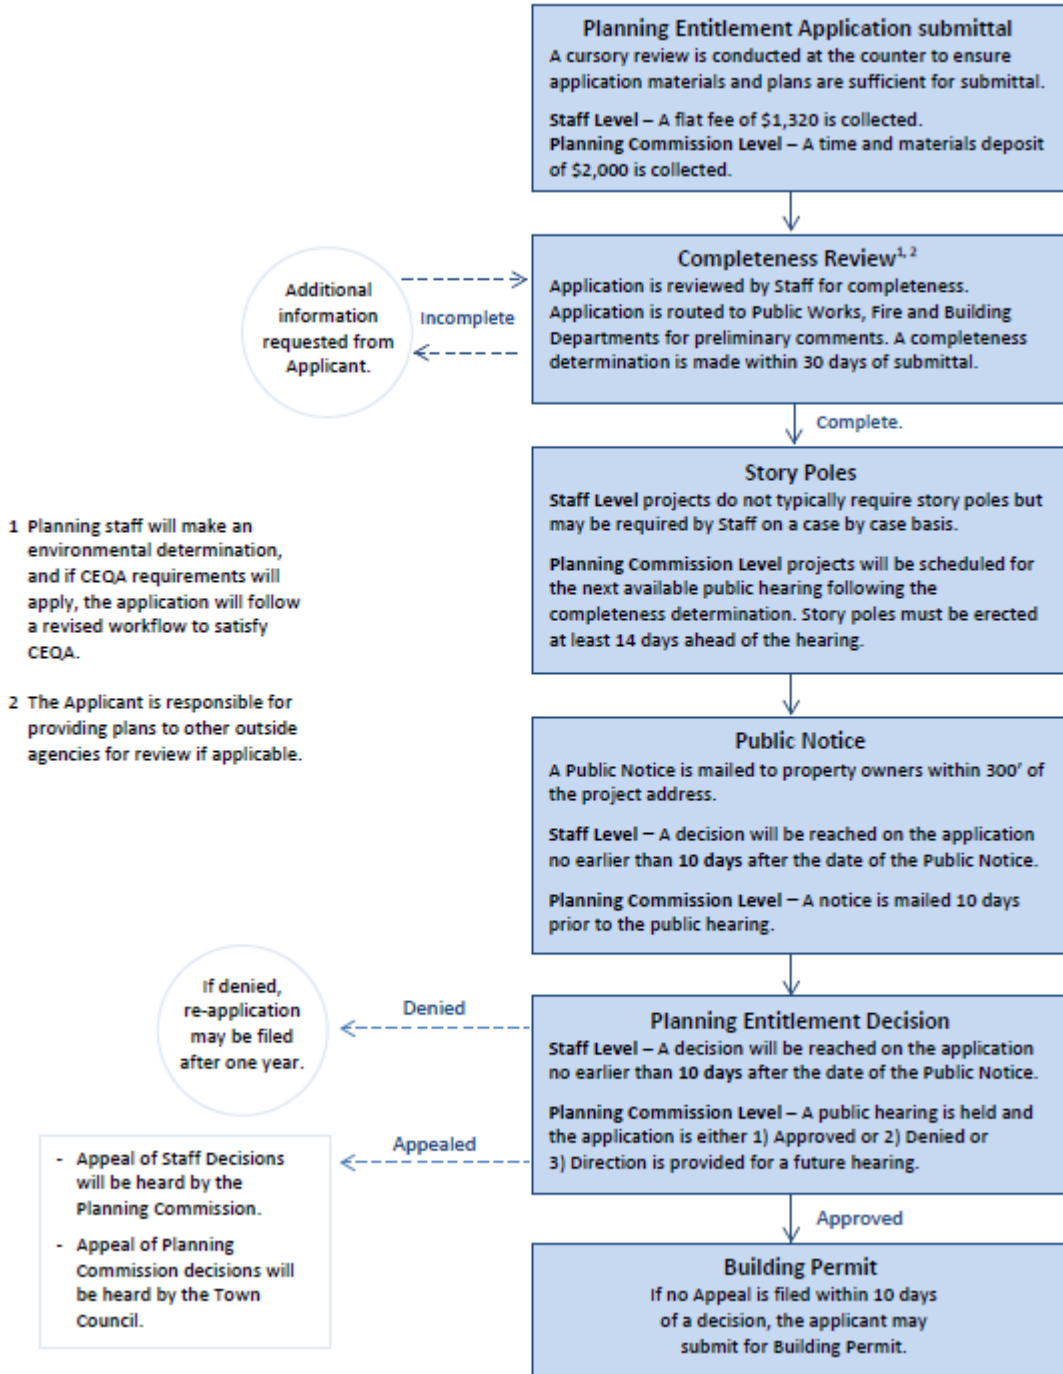 Planning Entitlement Application submittal
A cursory review is conducted at the counter to ensure
application materials and plans are sufficient for submittal.
Staff Level – A flat fee of $1,320 is collected.
Planning Commission Level – A time and materials deposit
of $2,000 is collected.
Completeness Review1, 2
Application is reviewed by Staff for completeness.
Application is routed to Public Works, Fire and Building
Departments for preliminary comments. A completeness
determination is made within 30 days of submittal.
Incomplete
Additional
information
requested from
Applicant.
Complete.
Story Poles
Staff Level projects do not typically require story poles but
may be required by Staff on a case by case basis.
Planning Commission Level projects will be scheduled for
the next available public hearing following the
completeness determination. Story poles must be erected
at least 14 days ahead of the hearing.
1 Planning staff will make an
environmental determination,
and if CEQA requirements will
apply, the application will follow
a revised workflow to satisfy
CEQA.
2 The Applicant is responsible for
providing plans to other outside
agencies for review if applicable.
Public Notice
A Public Notice is mailed to property owners within 300' of
the project address.
Staff Level – A decision will be reached on the application
no earlier than 10 days after the date of the Public Notice.
Planning Commission Level – A notice is mailed 10 days
prior to the public hearing.
Planning Entitlement Decision
Staff Level – A decision will be reached on the application
no earlier than 10 days after the date of the Public Notice.
Planning Commission Level – A public hearing is held and
the application is either 1) Approved or 2) Denied or
3) Direction is provided for a future hearing.
Denied
If denied,
re-application
may be filed
after one year.
Appealed
- Appeal of Staff Decisions
will be heard by the
Planning Commission.
- Appeal of Planning
Commission decisions will
be heard by the Town
Council.
Approved
Building Permit
If no Appeal is filed within 10 days
of a decision, the applicant may
submit for Building Permit.